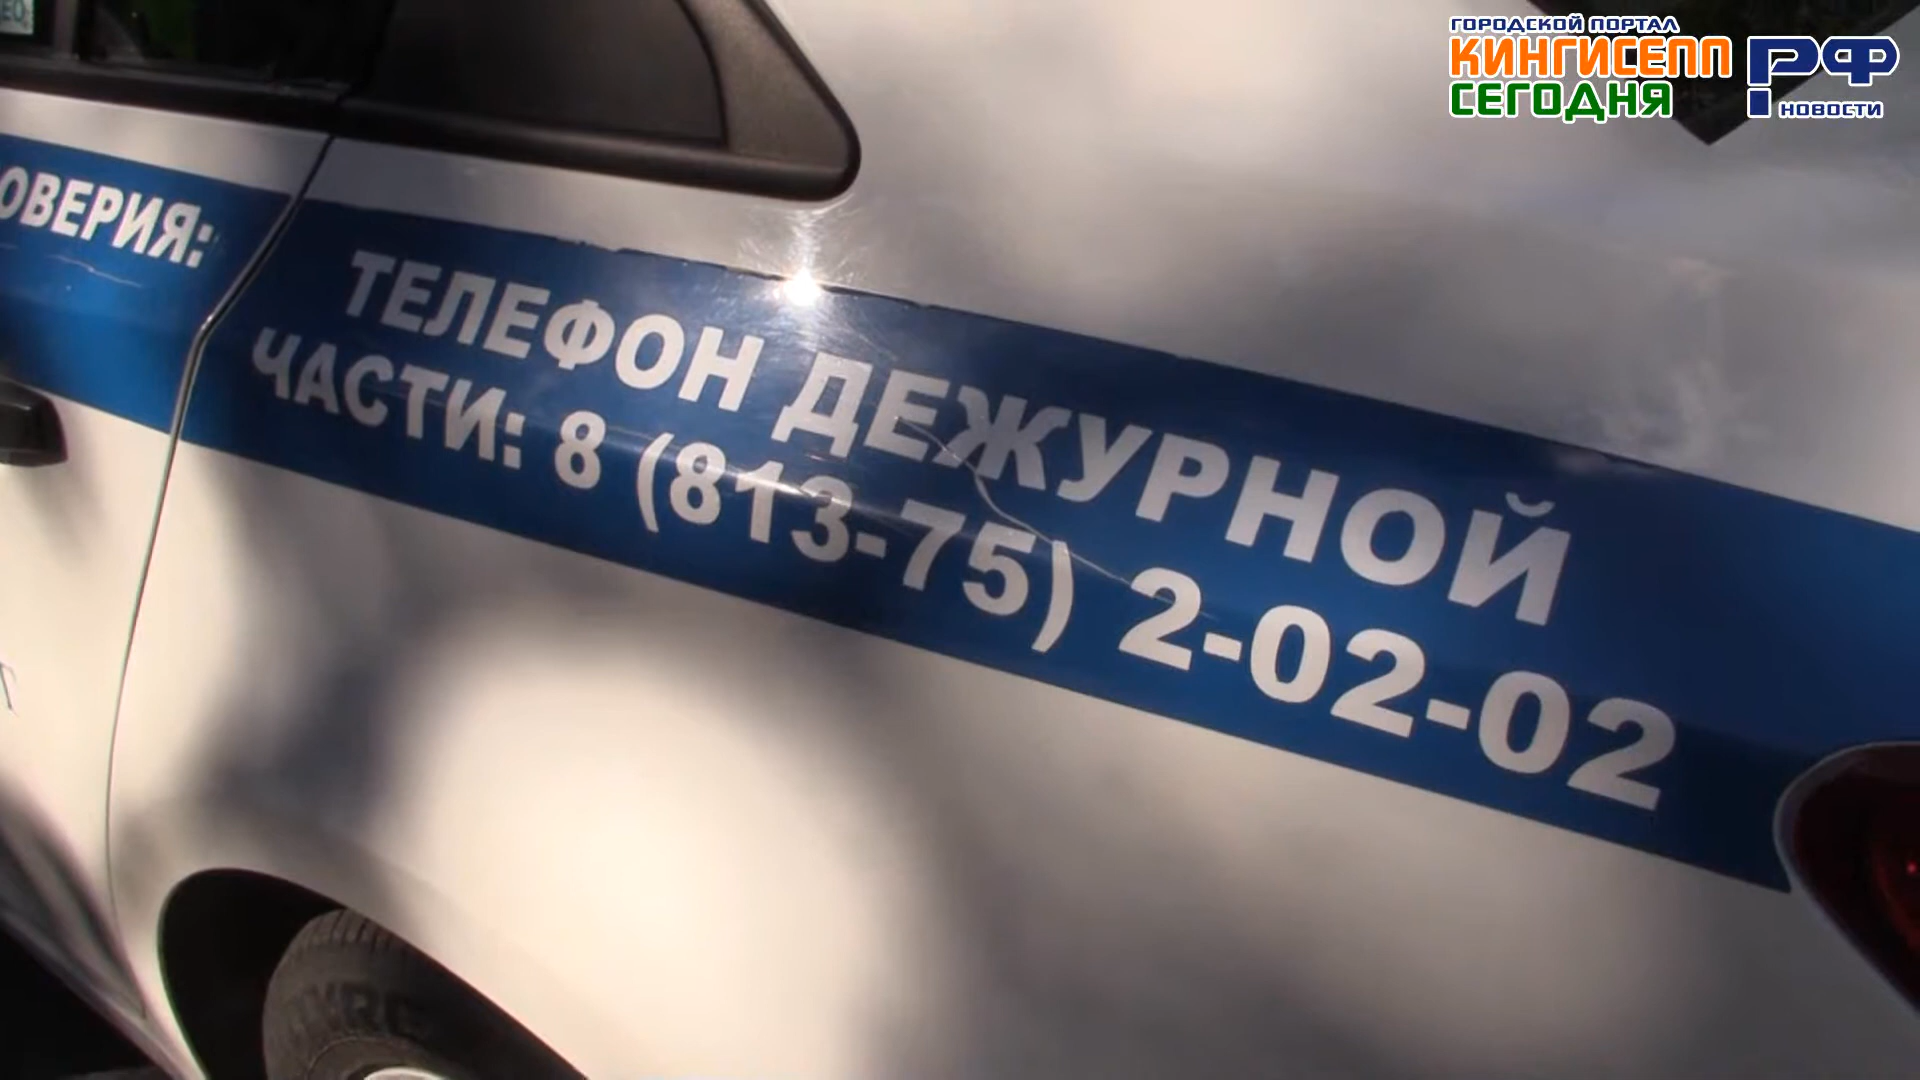 ГОРОДСКОЙ ПОРТАЛ
КИНГИСЕПП
СЕГОДНЯ
РФ
НОВОСТИ
ОВЕРИЯ:
ТЕЛЕФОН ДЕЖУРНОЙ
ЧАСТИ: 8 (813-75) 2-02-02